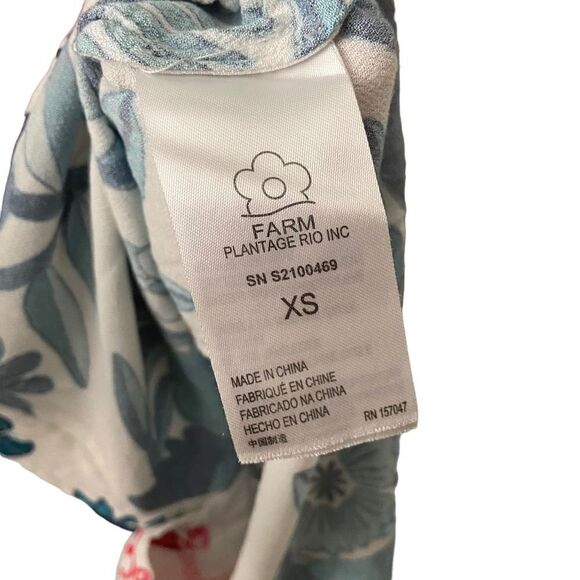 FARM
PLANTAGE RIO INC
SN S2100469
XS
MADE IN CHINA
FABRIQUÉ EN CHINE
FABRICADO NA CHINA
HECHO EN CHINA
中国制造
RN 157047